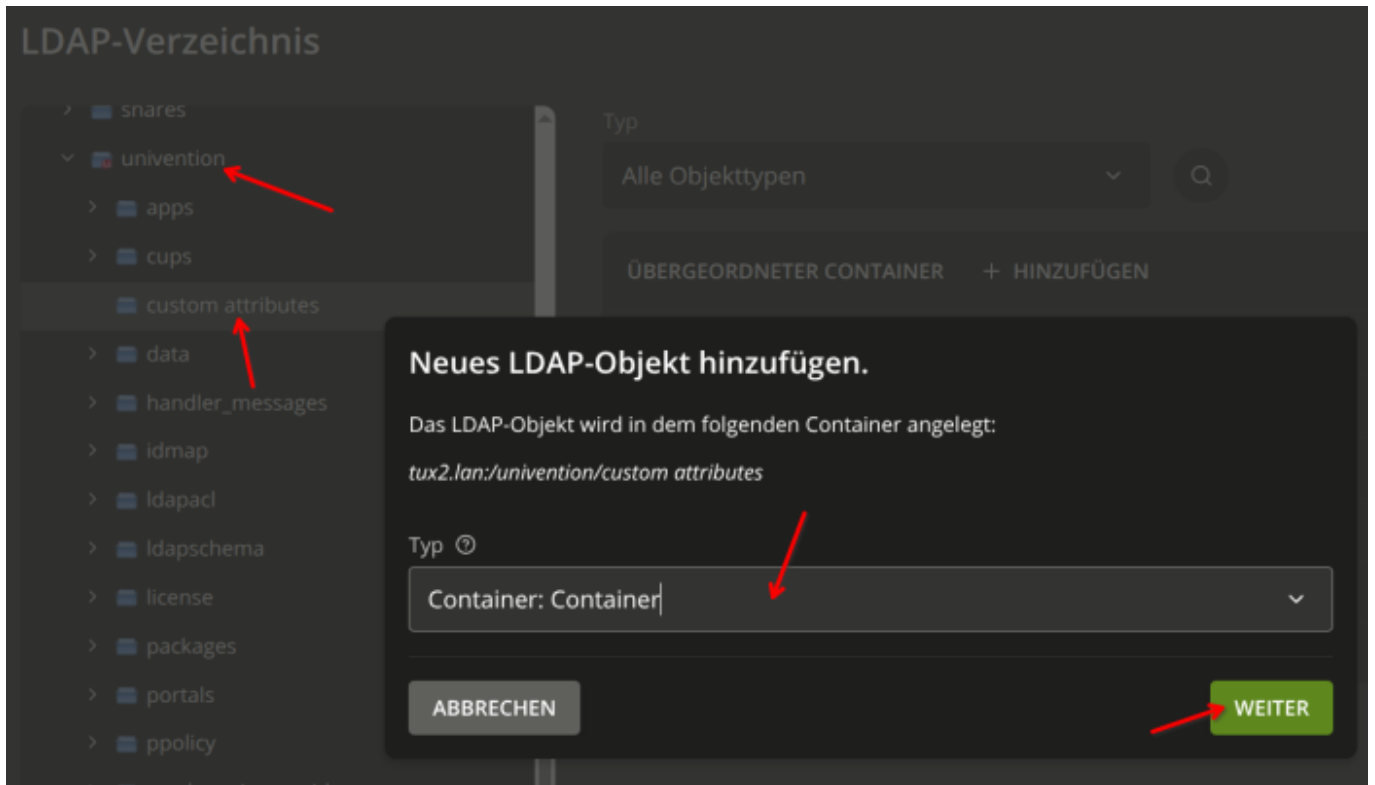 LDAP-Verzeichnis
shares
univention
apps
cups
custom attributes
data
handler_messages
idmap
ldapacl
ldapschema
license
packages
portals
ppolicy
Typ
Alle Objekttypen
ÜBERGEORDNETER CONTAINER + HINZUFÜGEN
Neues LDAP-Objekt hinzufügen.
Das LDAP-Objekt wird in dem folgenden Container angelegt:
tux2.lan:/univention/custom attributes
Typ
Container: Container
ABBRECHEN
WEITER